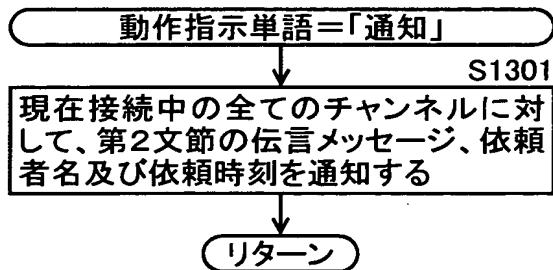 動作指示単語＝「通知」
S1301
現在接続中の全てのチャンネルに対
して、第2文節の伝言メッセージ、依頼
者名及び依頼時刻を通知する
リターン